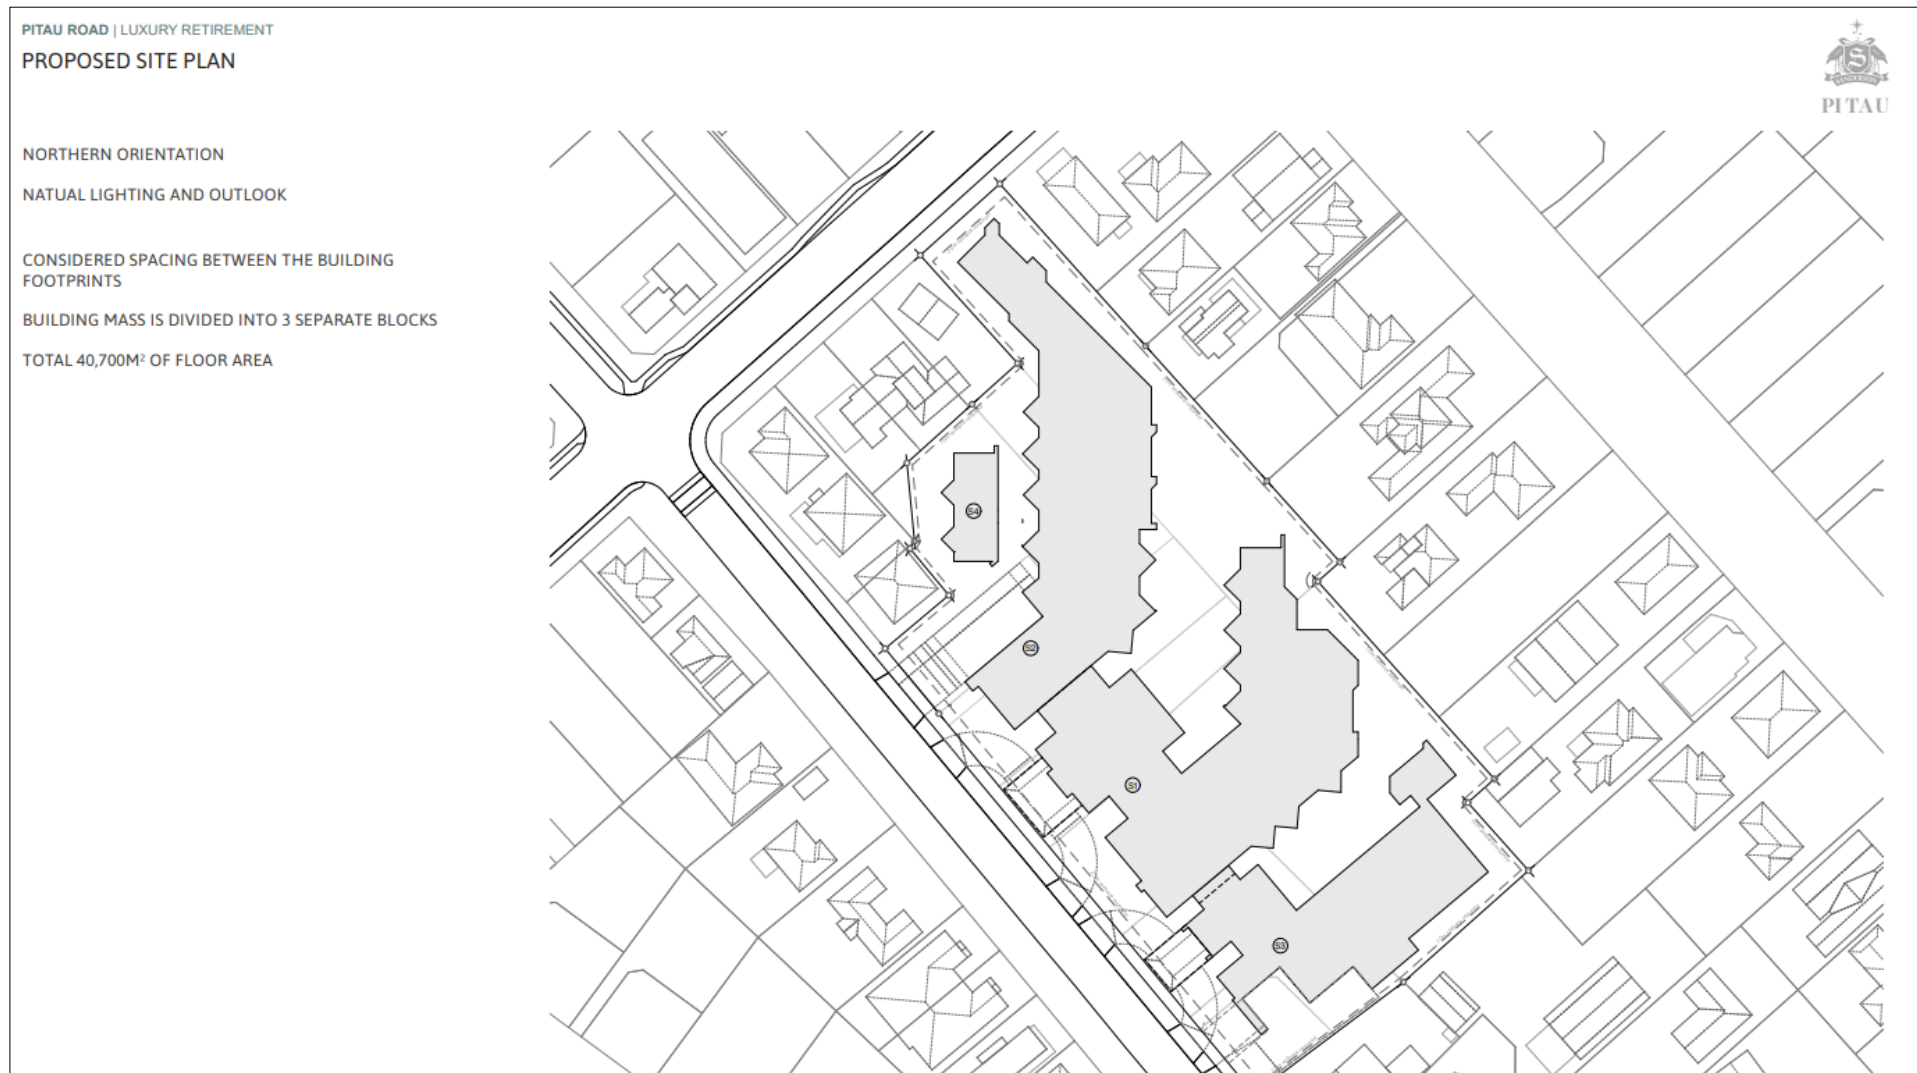 PITAU ROAD | LUXURY RETIREMENT
PROPOSED SITE PLAN
SANDERSON
PITAU
NORTHERN ORIENTATION
NATUAL LIGHTING AND OUTLOOK
CONSIDERED SPACING BETWEEN THE BUILDING
FOOTPRINTS
BUILDING MASS IS DIVIDED INTO 3 SEPARATE BLOCKS
TOTAL 40,700M² OF FLOOR AREA
S4
S2
S1
S3